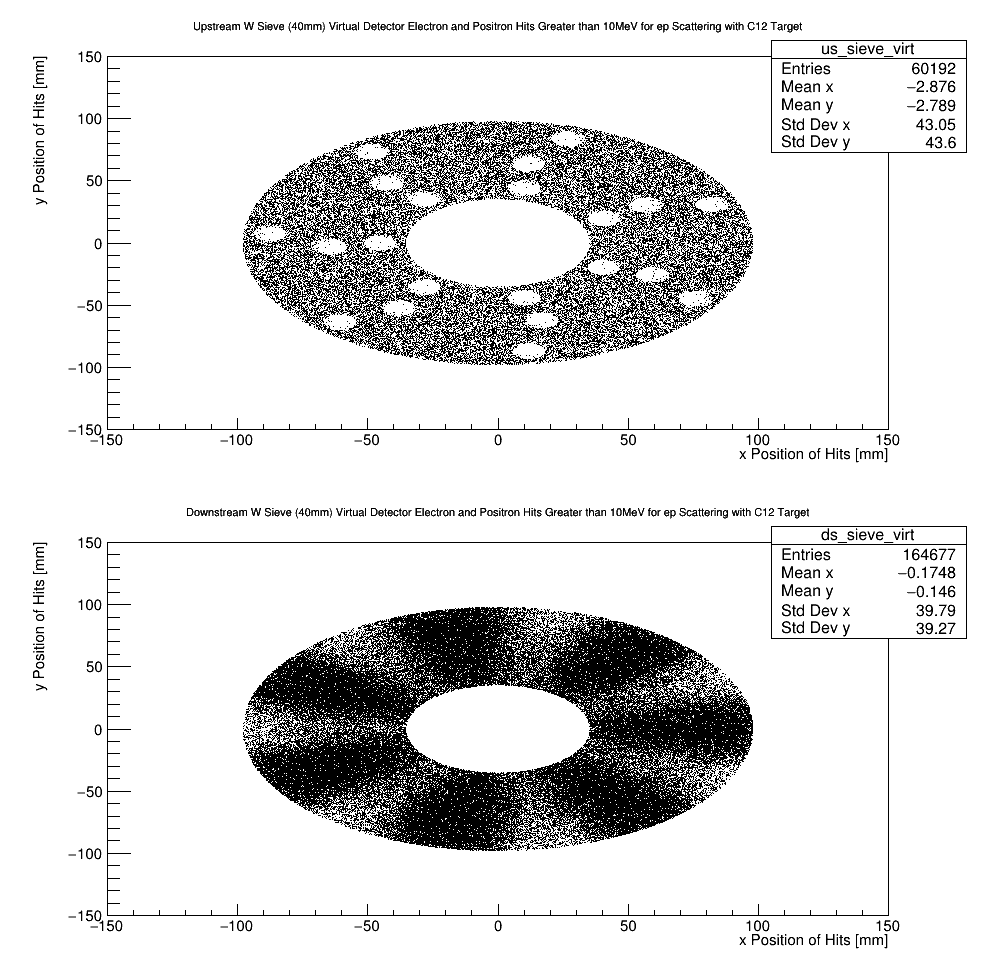 Upstream W Sieve (40mm) Virtual Detector Electron and Positron Hits Greater than 10MeV for ep Scattering with C12 Target
us_sieve_virt
Entries 60192
Mean x −2.876
Mean y −2.789
Std Dev x 43.05
Std Dev y 43.6
y Position of Hits [mm]
150
100
50
0
−50
−100
−150
−150 −100 −50 0 50 100 150
x Position of Hits [mm]
Downstream W Sieve (40mm) Virtual Detector Electron and Positron Hits Greater than 10MeV for ep Scattering with C12 Target
ds_sieve_virt
Entries 164677
Mean x −0.1748
Mean y −0.146
Std Dev x 39.79
Std Dev y 39.27
y Position of Hits [mm]
150
100
50
0
−50
−100
−150
−150 −100 −50 0 50 100 150
x Position of Hits [mm]